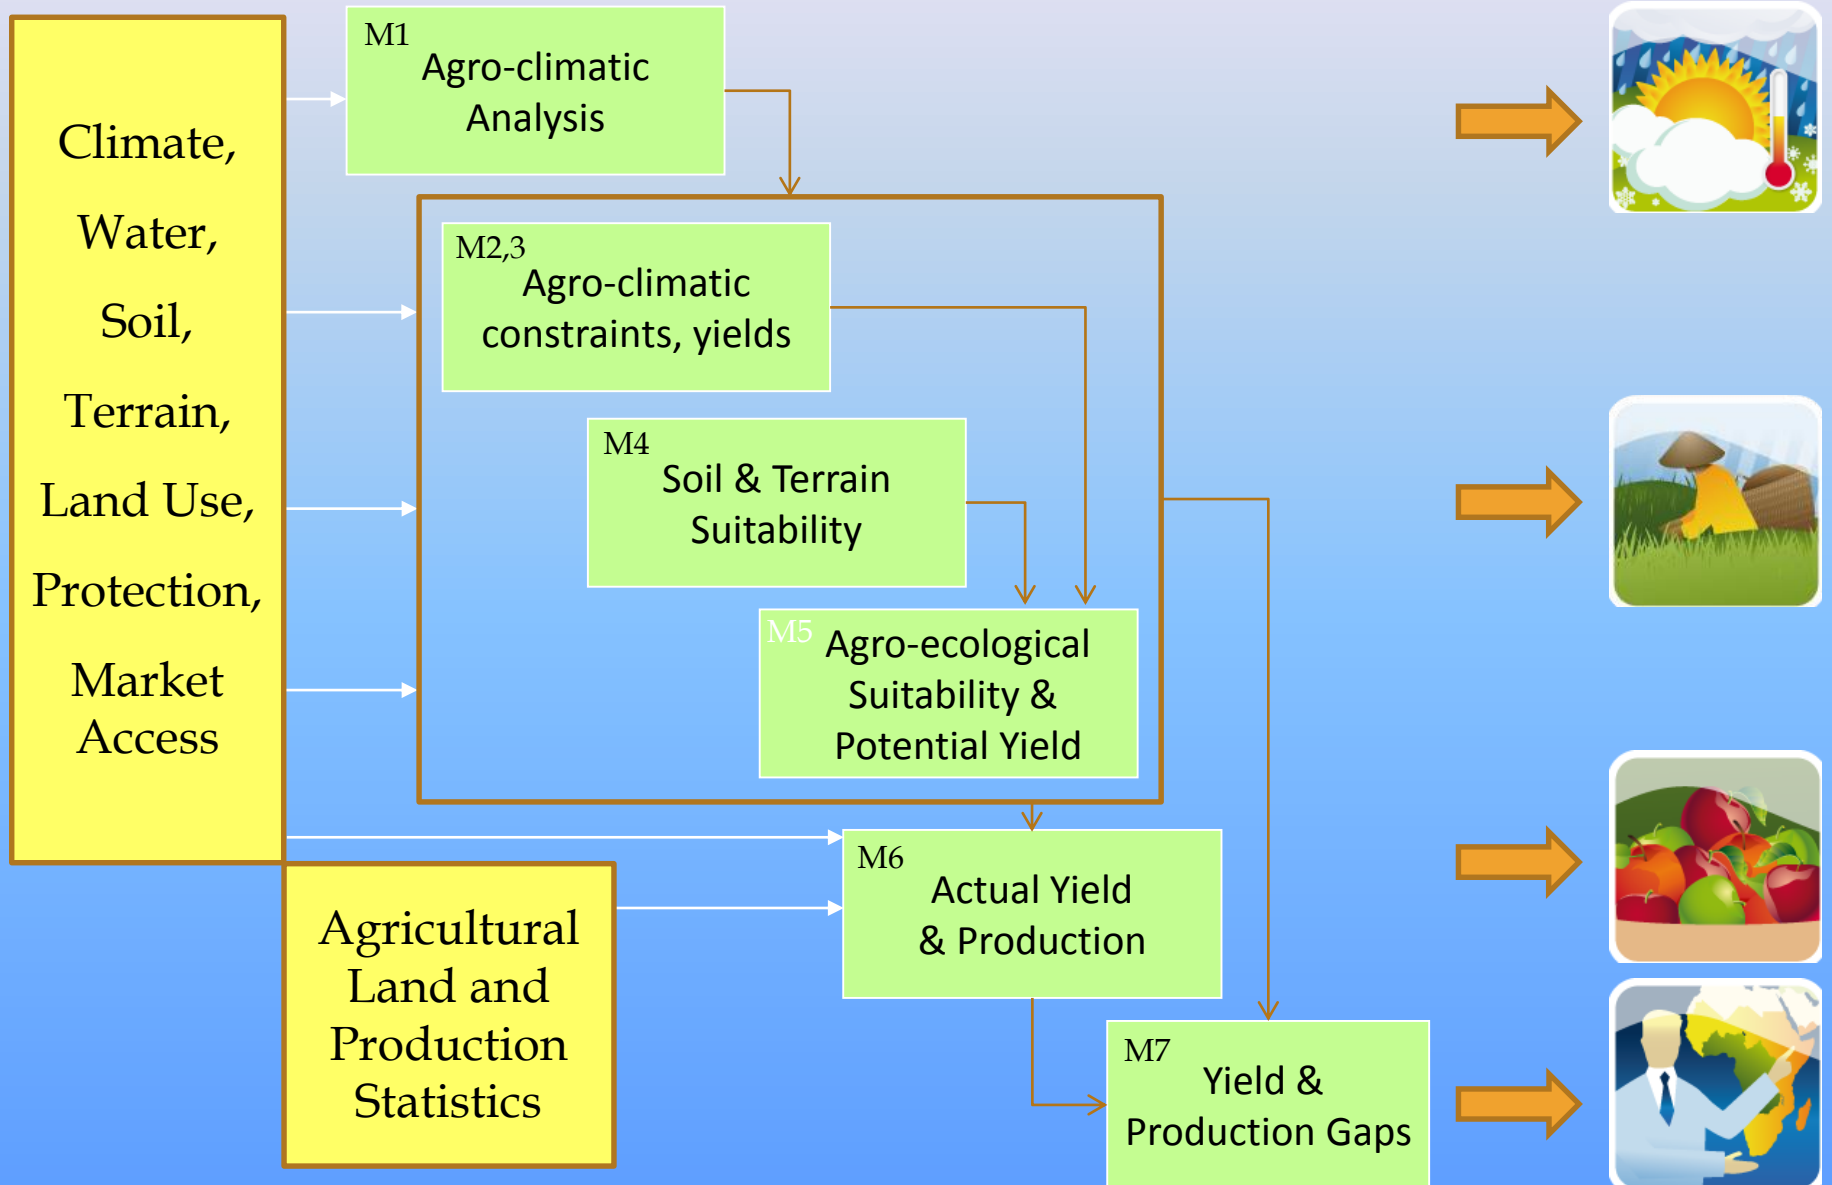 Climate,
Water,
Soil,
Terrain,
Land Use,
Protection,
Market
Access
Agricultural
Land and
Production
Statistics
M1
Agro-climatic
Analysis
M2,3
Agro-climatic
constraints, yields
M4
Soil & Terrain
Suitability
M5
Agro-ecological
Suitability &
Potential Yield
M6
Actual Yield
& Production
M7
Yield &
Production Gaps